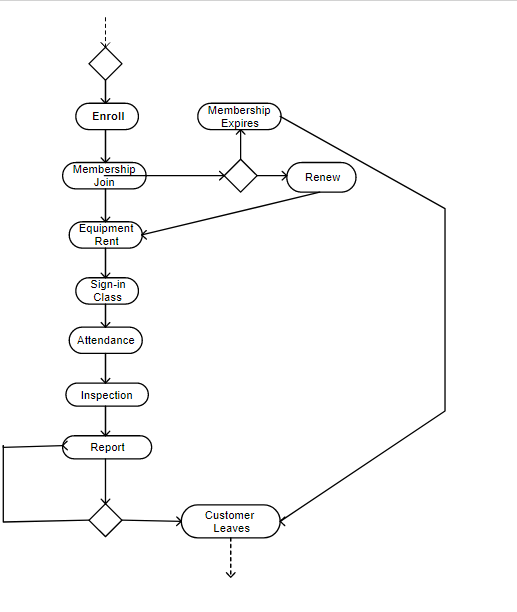 Enroll
Membership
Expires
Membership
Join
Renew
Equipment
Rent
Sign-in
Class
Attendance
Inspection
Report
Customer
Leaves